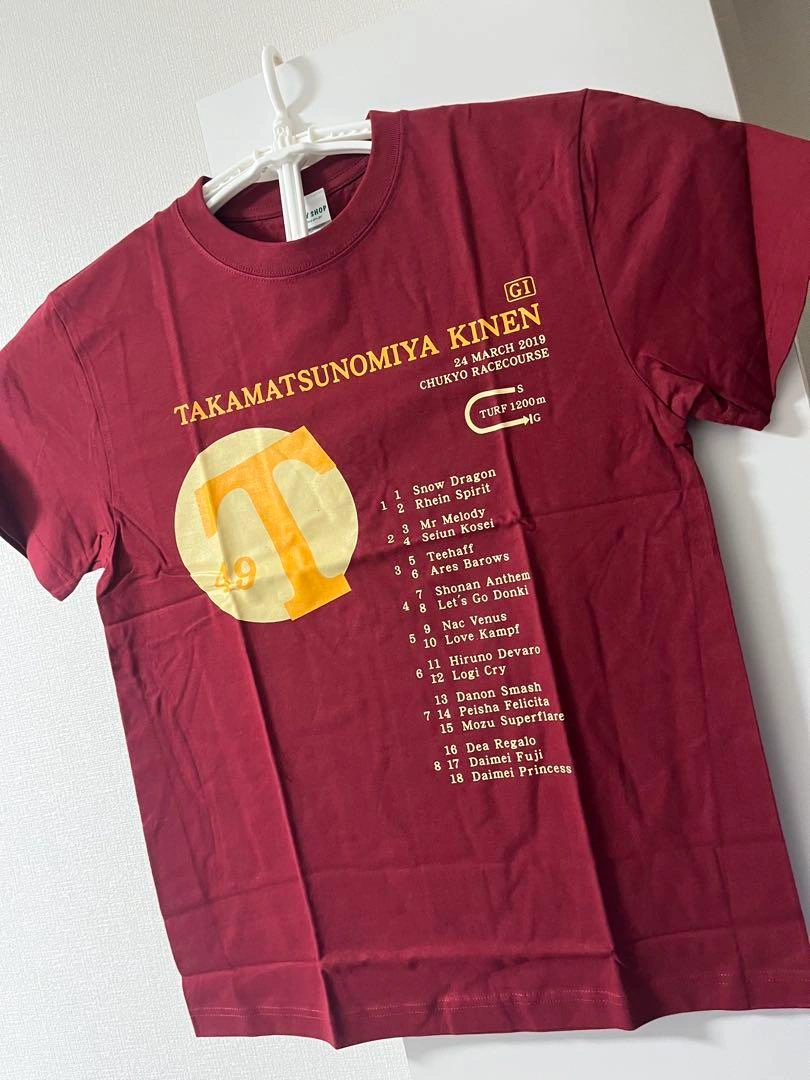 SHOP
GI
TAKAMATSUNOMIYA KINEN
24 MARCH 2019
CHUKYO RACECOURSE
S
TURF 1200m
G
T
49
1 1 Snow Dragon
2 Rhein Spirit
2 3 Mr Melody
4 Seiun Kosei
3 5 Teehaff
6 Ares Barows
4 7 Shonan Anthem
8 Let's Go Donki
5 9 Nac Venus
10 Love Kampf
6 11 Hiruno Devaro
12 Logi Cry
13 Danon Smash
7 14 Peisha Felicita
15 Mozu Superflare
16 Dea Regalo
8 17 Daimei Fuji
18 Daimei Princess